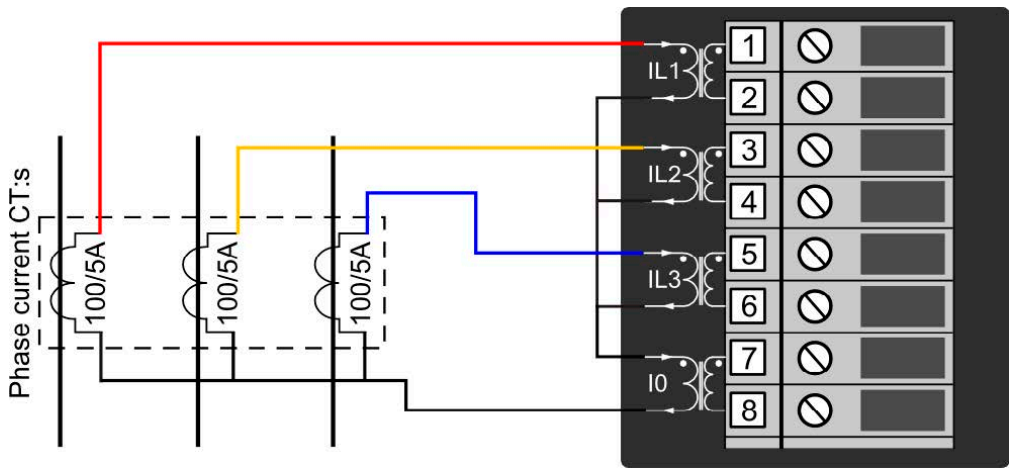 Phase current CT:s
100/5A
100/5A
100/5A
IL1
1
2
IL2
3
4
IL3
5
6
I0
7
8